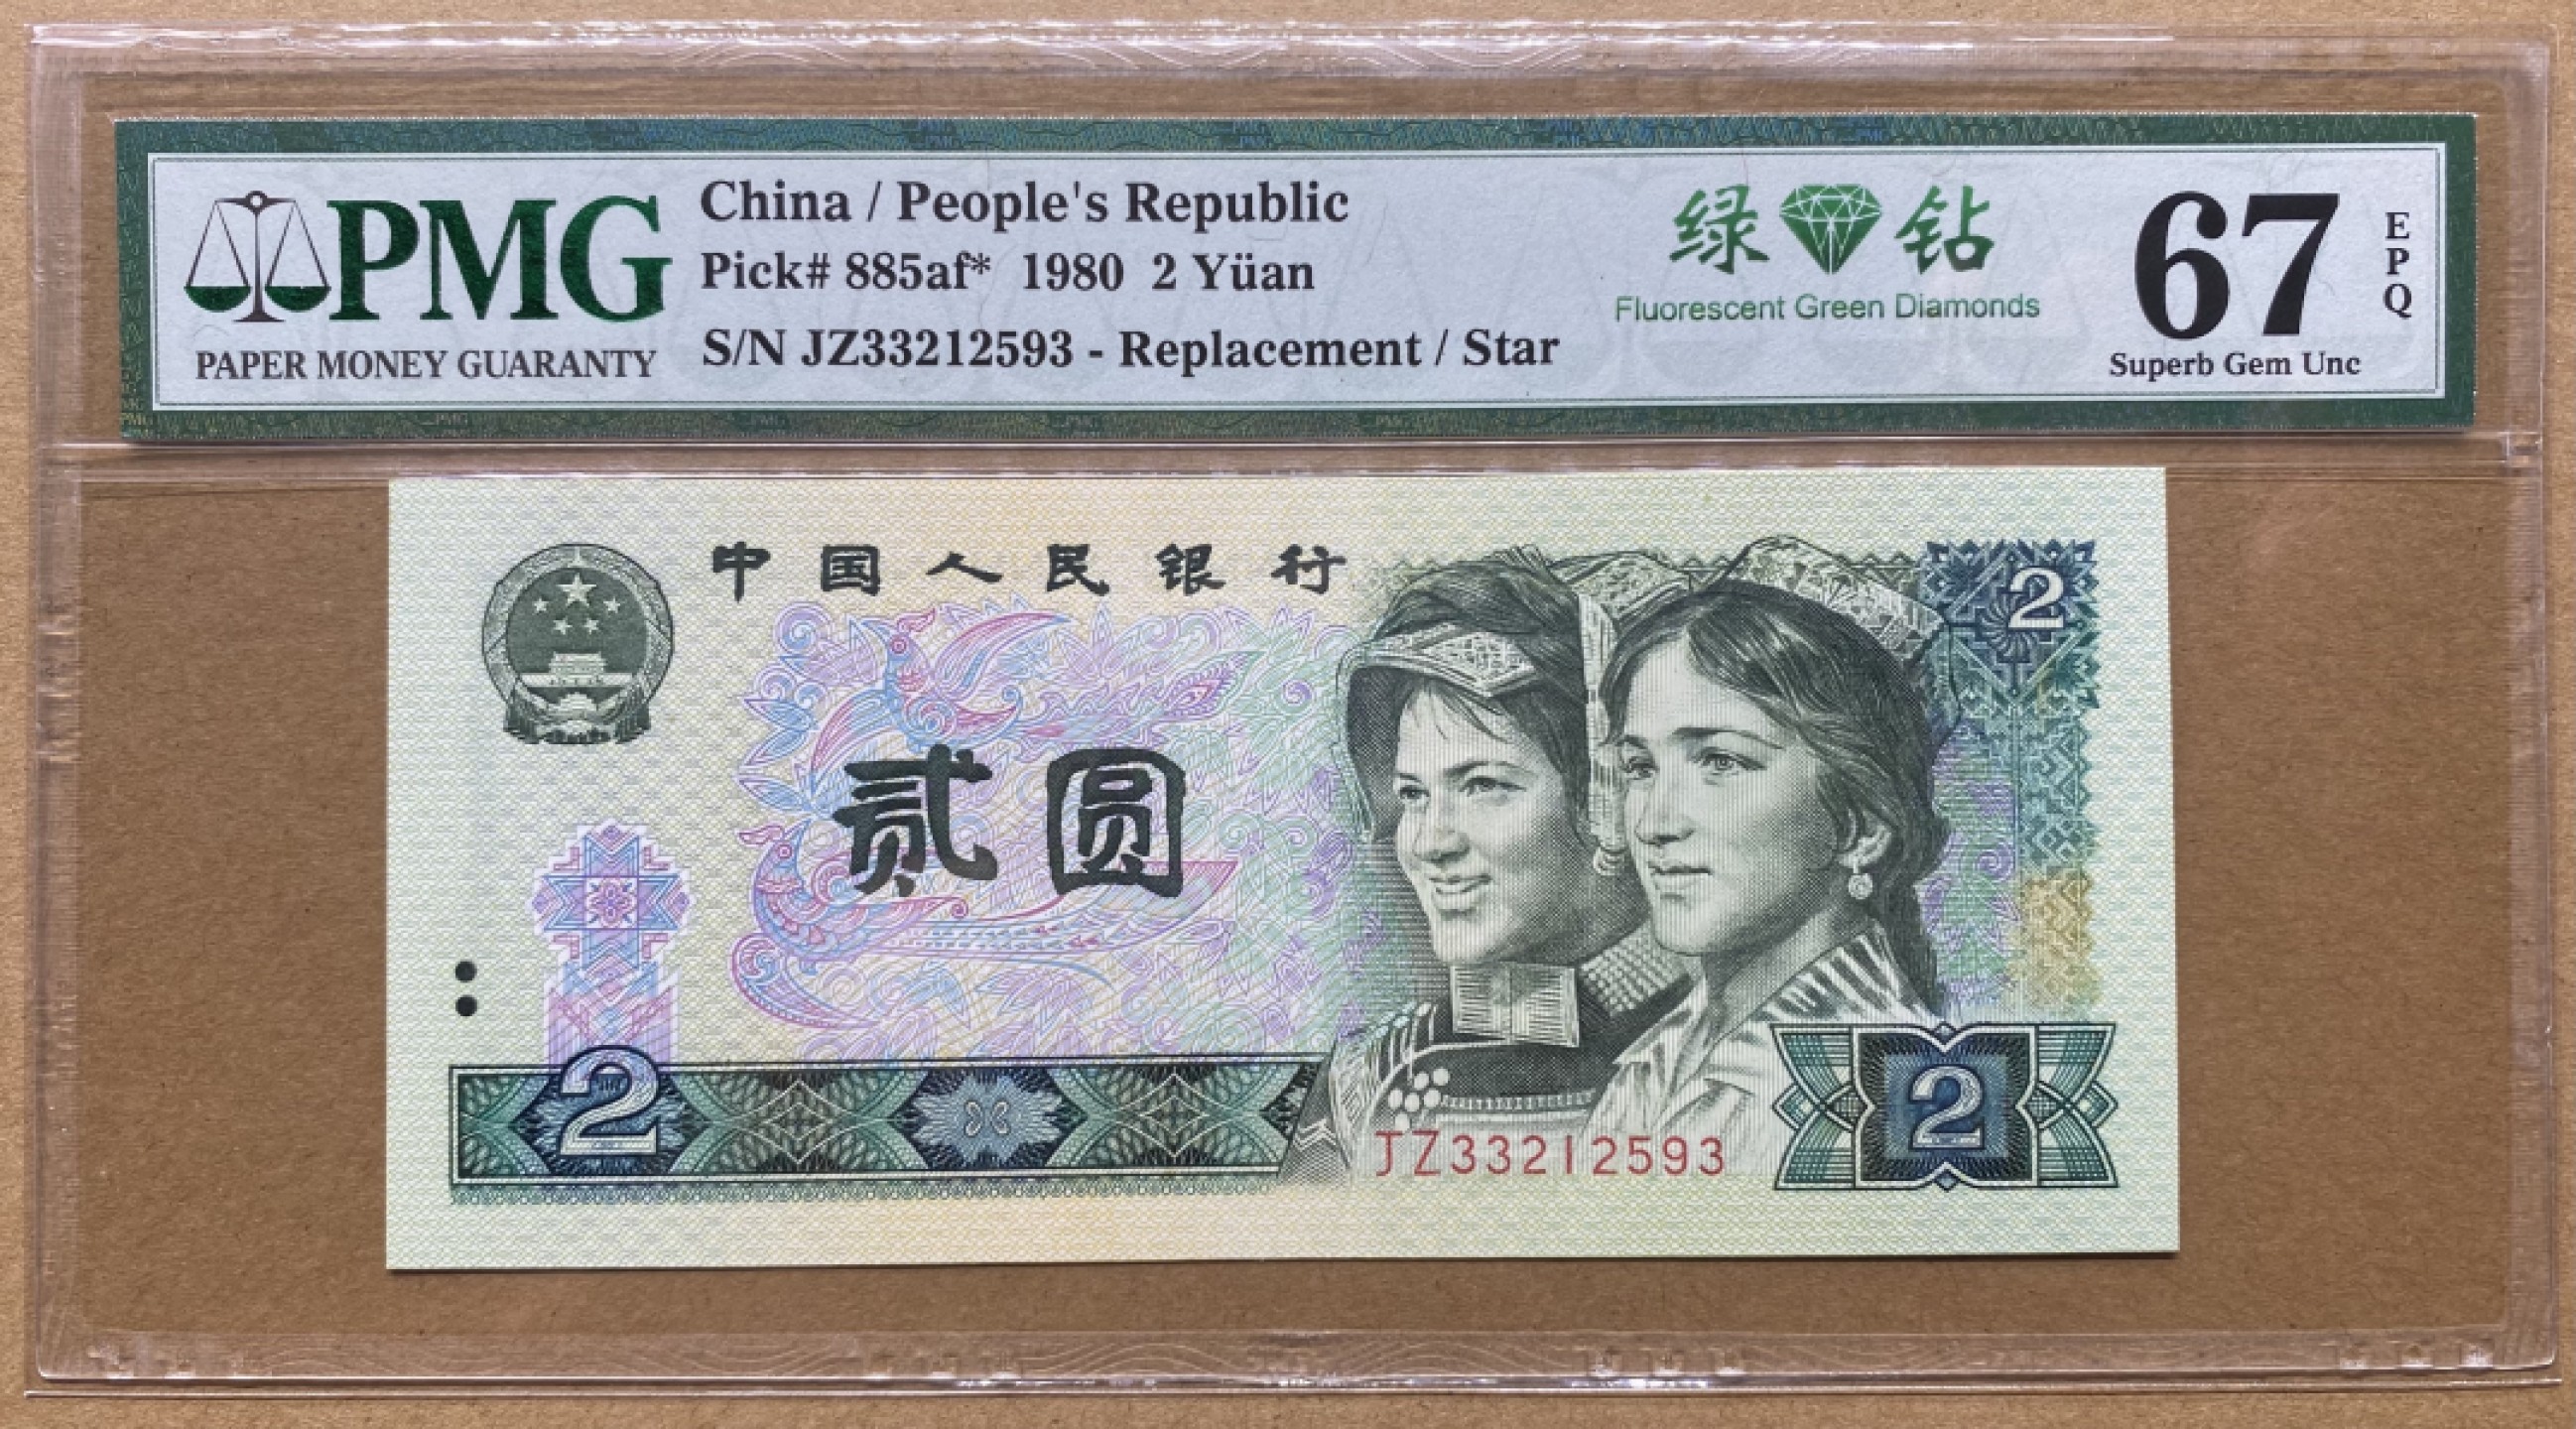 PMG
PAPER MONEY GUARANTY
China / People's Republic
Pick# 885af* 1980 2 Yüan
S/N JZ33212593 - Replacement / Star
绿 钻
Fluorescent Green Diamonds
67
EPQ
Superb Gem Unc
中国人民银行
2
贰圆
2
JZ33212593
2